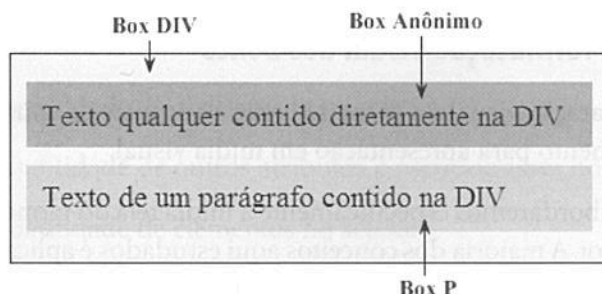 Box DIV
Box Anônimo
Texto qualquer contido diretamente na DIV
Texto de um parágrafo contido na DIV
Box P